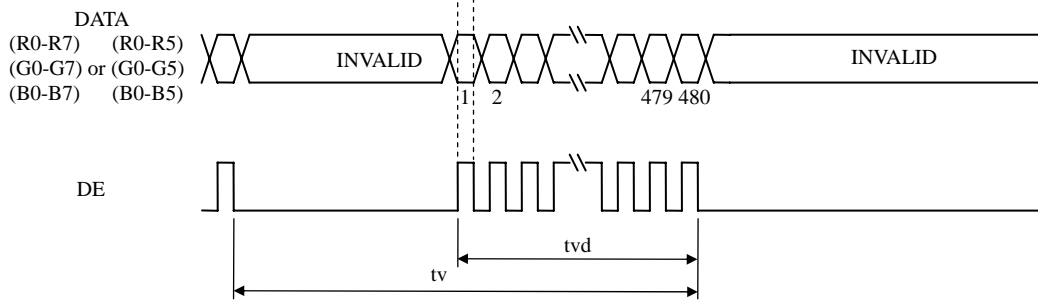 DATA
(R0-R7) (R0-R5)
(G0-G7) or (G0-G5)
(B0-B7) (B0-B5)
INVALID
INVALID
1 2 479 480
DE
tvd
tv